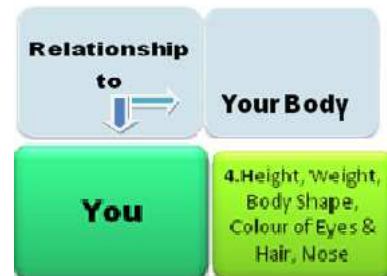 Relationship
to
Your Body
You
4.Height, Weight,
Body Shape,
Colour of Eyes &
Hair, Nose